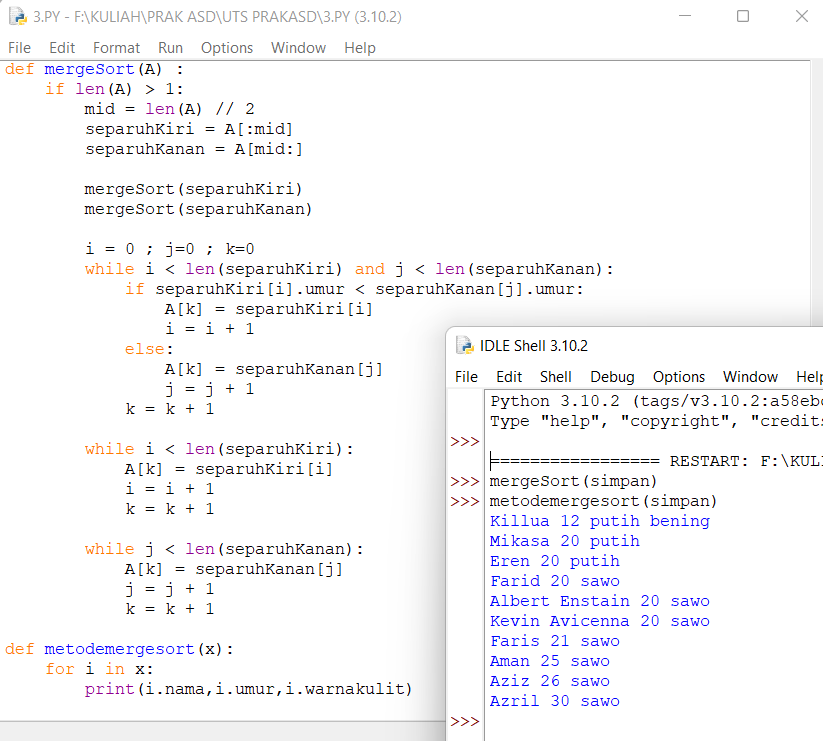 3.PY - F:\KULIAH\PRAK ASD\UTS PRAKASD\3.PY (3.10.2)
File Edit Format Run Options Window Help
def mergeSort(A) :
    if len(A) > 1:
        mid = len(A) // 2
        separuhKiri = A[:mid]
        separuhKanan = A[mid:]

        mergeSort(separuhKiri)
        mergeSort(separuhKanan)

        i = 0 ; j=0 ; k=0
        while i < len(separuhKiri) and j < len(separuhKanan):
            if separuhKiri[i].umur < separuhKanan[j].umur:
                A[k] = separuhKiri[i]
                i = i + 1
            else:
                A[k] = separuhKanan[j]
                j = j + 1
            k = k + 1

        while i < len(separuhKiri):
            A[k] = separuhKiri[i]
            i = i + 1
            k = k + 1

        while j < len(separuhKanan):
            A[k] = separuhKanan[j]
            j = j + 1
            k = k + 1

def metodemergesort(x):
    for i in x:
        print(i.nama,i.umur,i.warnakulit)
IDLE Shell 3.10.2
File Edit Shell Debug Options Window Help
Python 3.10.2 (tags/v3.10.2:a58ebc
Type "help", "copyright", "credits
>>>
================= RESTART: F:\KULI
>>> mergeSort(simpan)
>>> metodemergesort(simpan)
Killua 12 putih bening
Mikasa 20 putih
Eren 20 putih
Farid 20 sawo
Albert Enstain 20 sawo
Kevin Avicenna 20 sawo
Faris 21 sawo
Aman 25 sawo
Aziz 26 sawo
Azril 30 sawo
>>>